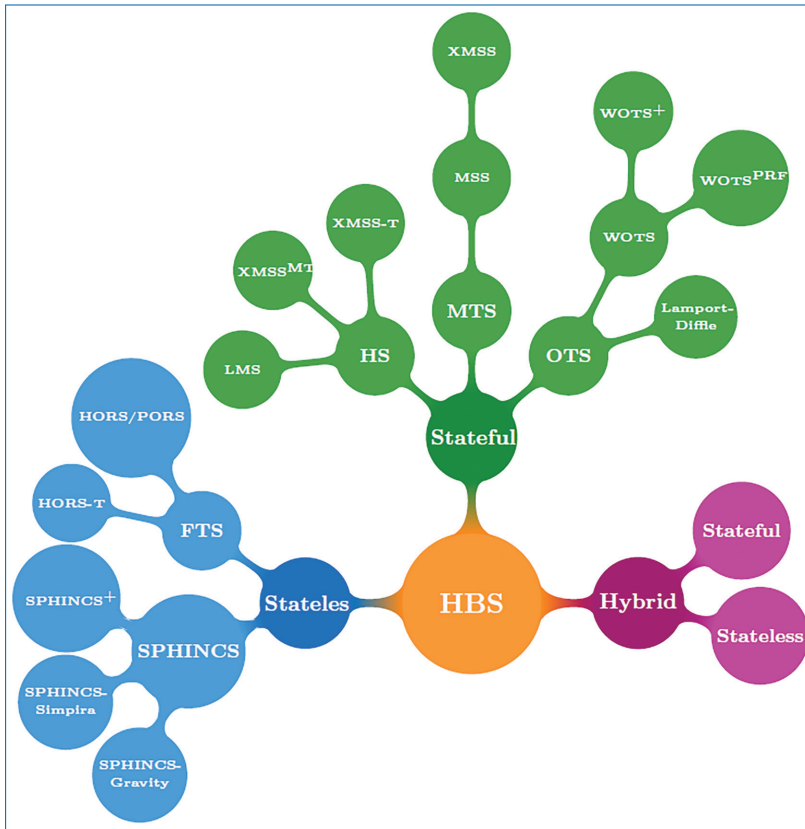 XMSS
WOTS+
MSS
WOTSPRF
XMSS-T
WOTS
XMSSMT
MTS
Lamport-
Diffie
HS
OTS
LMS
HORS/PORS
Stateful
HORS-T
FTS
Stateful
SPHINCS+
Stateles
HBS
Hybrid
Stateless
SPHINCS
SPHINCS-
Simpira
SPHINCS-
Gravity